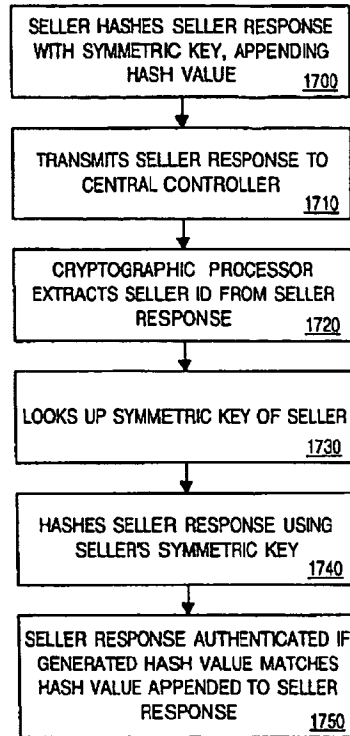 SELLER HASHES SELLER RESPONSE
WITH SYMMETRIC KEY, APPENDING
HASH VALUE
1700
TRANSMITS SELLER RESPONSE TO
CENTRAL CONTROLLER
1710
CRYPTOGRAPHIC PROCESSOR
EXTRACTS SELLER ID FROM SELLER
RESPONSE
1720
LOOKS UP SYMMETRIC KEY OF SELLER
1730
HASHES SELLER RESPONSE USING
SELLER'S SYMMETRIC KEY
1740
SELLER RESPONSE AUTHENTICATED IF
GENERATED HASH VALUE MATCHES
HASH VALUE APPENDED TO SELLER
RESPONSE
1750